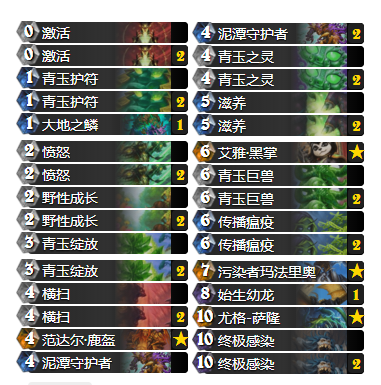 0 激活
0 激活 2
1 青玉护符
1 青玉护符 2
1 大地之鳞 1
2 愤怒
2 愤怒 2
2 野性成长
2 野性成长 2
3 青玉绽放
3 青玉绽放 2
4 横扫
4 横扫 2
4 范达尔·鹿盔 ★
4 泥潭守护者
4 泥潭守护者 2
4 青玉之灵
4 青玉之灵 2
5 滋养
5 滋养 2
6 艾雅·黑掌 ★
6 青玉巨兽
6 青玉巨兽 2
6 传播瘟疫
6 传播瘟疫 2
7 污染者玛法里奥 ★
8 始生幼龙 1
10 尤格-萨隆 ★
10 终极感染
10 终极感染 2